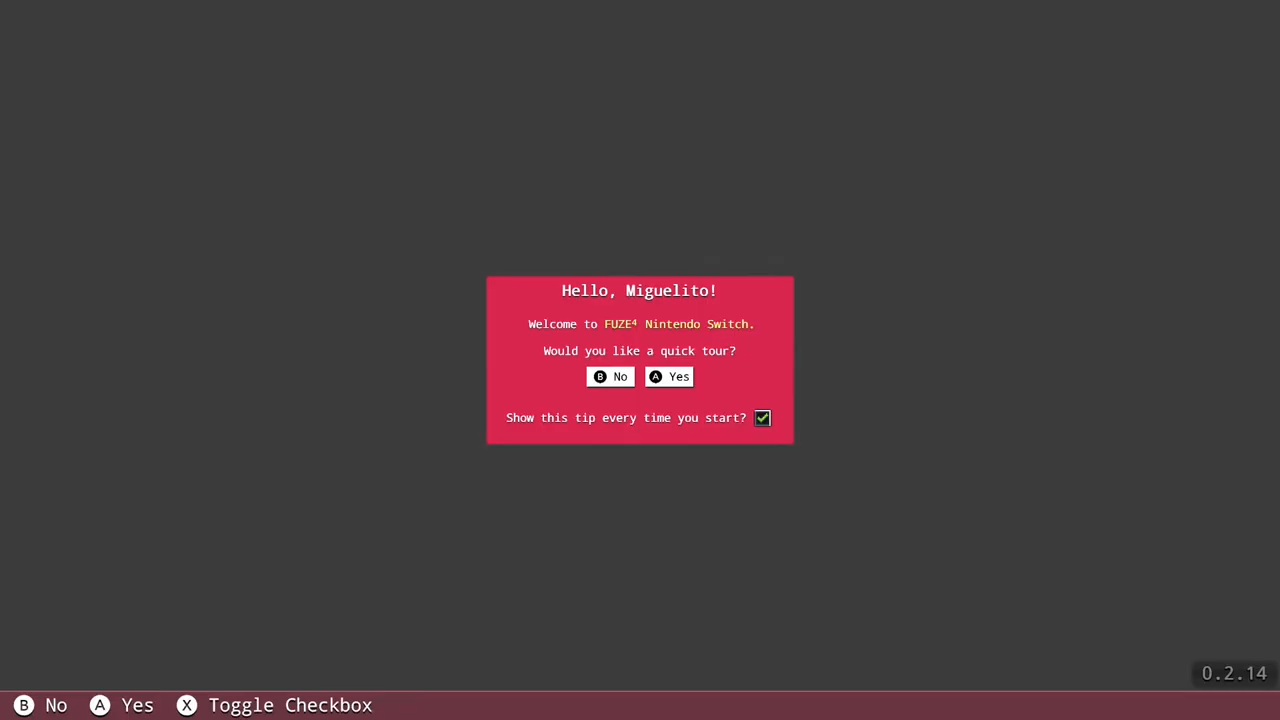 Hello, Miguelito!
Welcome to FUZE⁴ Nintendo Switch.
Would you like a quick tour?
B No A Yes
Show this tip every time you start?
0.2.14
B No A Yes X Toggle Checkbox